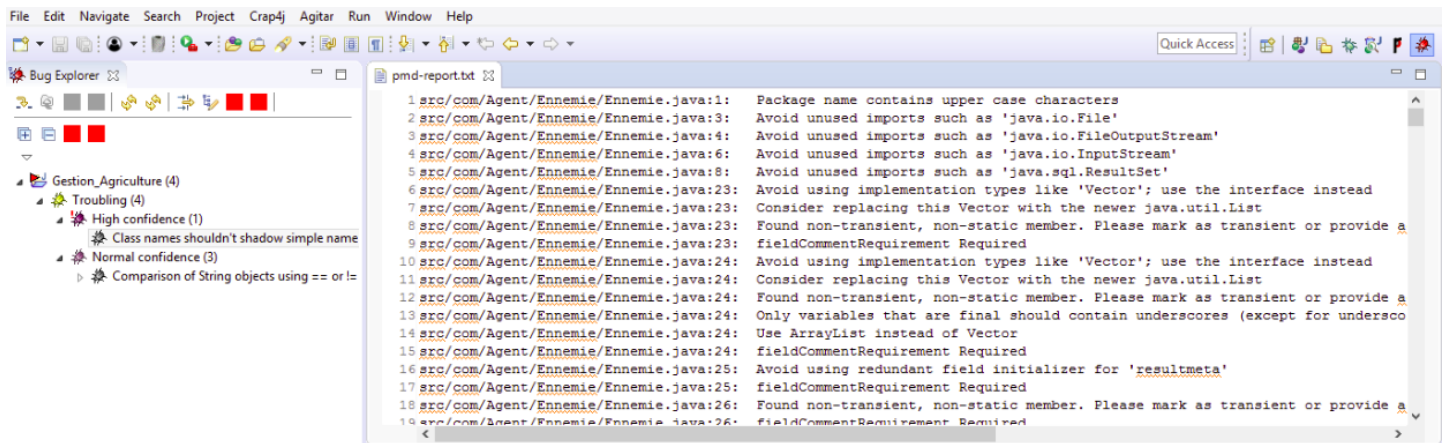 File Edit Navigate Search Project Crap4j Agitar Run Window Help
Quick Access
Bug Explorer
Gestion_Agriculture (4)
Troubling (4)
High confidence (1)
Class names shouldn't shadow simple name
Normal confidence (3)
Comparison of String objects using == or !=
pmd-report.txt
1 src/com/Agent/Ennemie/Ennemie.java:1: Package name contains upper case characters
2 src/com/Agent/Ennemie/Ennemie.java:3: Avoid unused imports such as 'java.io.File'
3 src/com/Agent/Ennemie/Ennemie.java:4: Avoid unused imports such as 'java.io.FileOutputStream'
4 src/com/Agent/Ennemie/Ennemie.java:6: Avoid unused imports such as 'java.io.InputStream'
5 src/com/Agent/Ennemie/Ennemie.java:8: Avoid unused imports such as 'java.sql.ResultSet'
6 src/com/Agent/Ennemie/Ennemie.java:23: Avoid using implementation types like 'Vector'; use the interface instead
7 src/com/Agent/Ennemie/Ennemie.java:23: Consider replacing this Vector with the newer java.util.List
8 src/com/Agent/Ennemie/Ennemie.java:23: Found non-transient, non-static member. Please mark as transient or provide a
9 src/com/Agent/Ennemie/Ennemie.java:23: fieldCommentRequirement Required
10 src/com/Agent/Ennemie/Ennemie.java:24: Avoid using implementation types like 'Vector'; use the interface instead
11 src/com/Agent/Ennemie/Ennemie.java:24: Consider replacing this Vector with the newer java.util.List
12 src/com/Agent/Ennemie/Ennemie.java:24: Found non-transient, non-static member. Please mark as transient or provide a
13 src/com/Agent/Ennemie/Ennemie.java:24: Only variables that are final should contain underscores (except for undersco
14 src/com/Agent/Ennemie/Ennemie.java:24: Use ArrayList instead of Vector
15 src/com/Agent/Ennemie/Ennemie.java:24: fieldCommentRequirement Required
16 src/com/Agent/Ennemie/Ennemie.java:25: Avoid using redundant field initializer for 'resultmeta'
17 src/com/Agent/Ennemie/Ennemie.java:25: fieldCommentRequirement Required
18 src/com/Agent/Ennemie/Ennemie.java:26: Found non-transient, non-static member. Please mark as transient or provide a
19 src/com/Agent/Ennemie/Ennemie.java:26: fieldCommentRequirement Required